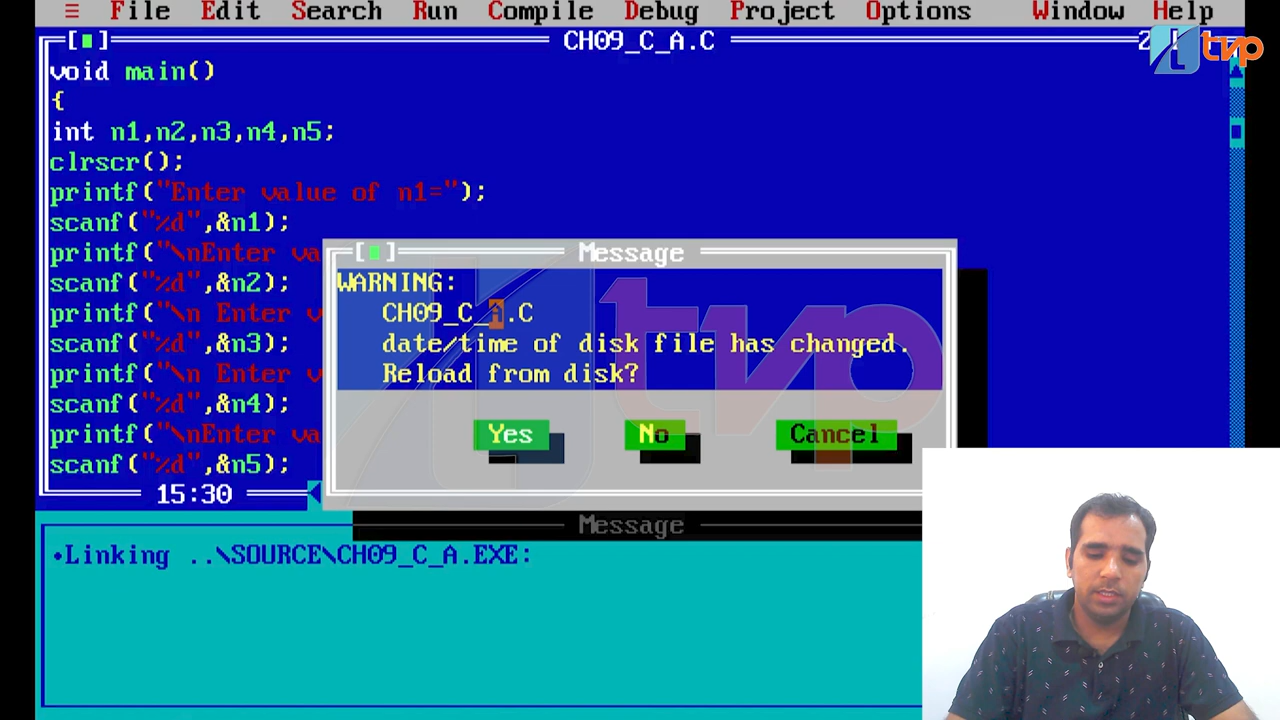 ≡ File Edit Search Run Compile Debug Project Options Window Help
[■] CH09_C_A.C 2
void main()
{
int n1,n2,n3,n4,n5;
clrscr();
printf("Enter value of n1=");
scanf("%d",&n1);
printf("\nEnter va
scanf("%d",&n2);
printf("\n Enter v
scanf("%d",&n3);
printf("\n Enter v
scanf("%d",&n4);
printf("\nEnter va
scanf("%d",&n5);
15:30
[■] Message
WARNING:
CH09_C_A.C
date/time of disk file has changed.
Reload from disk?
Yes No Cancel
Message
•Linking ..\SOURCE\CH09_C_A.EXE:
tvp
tvp